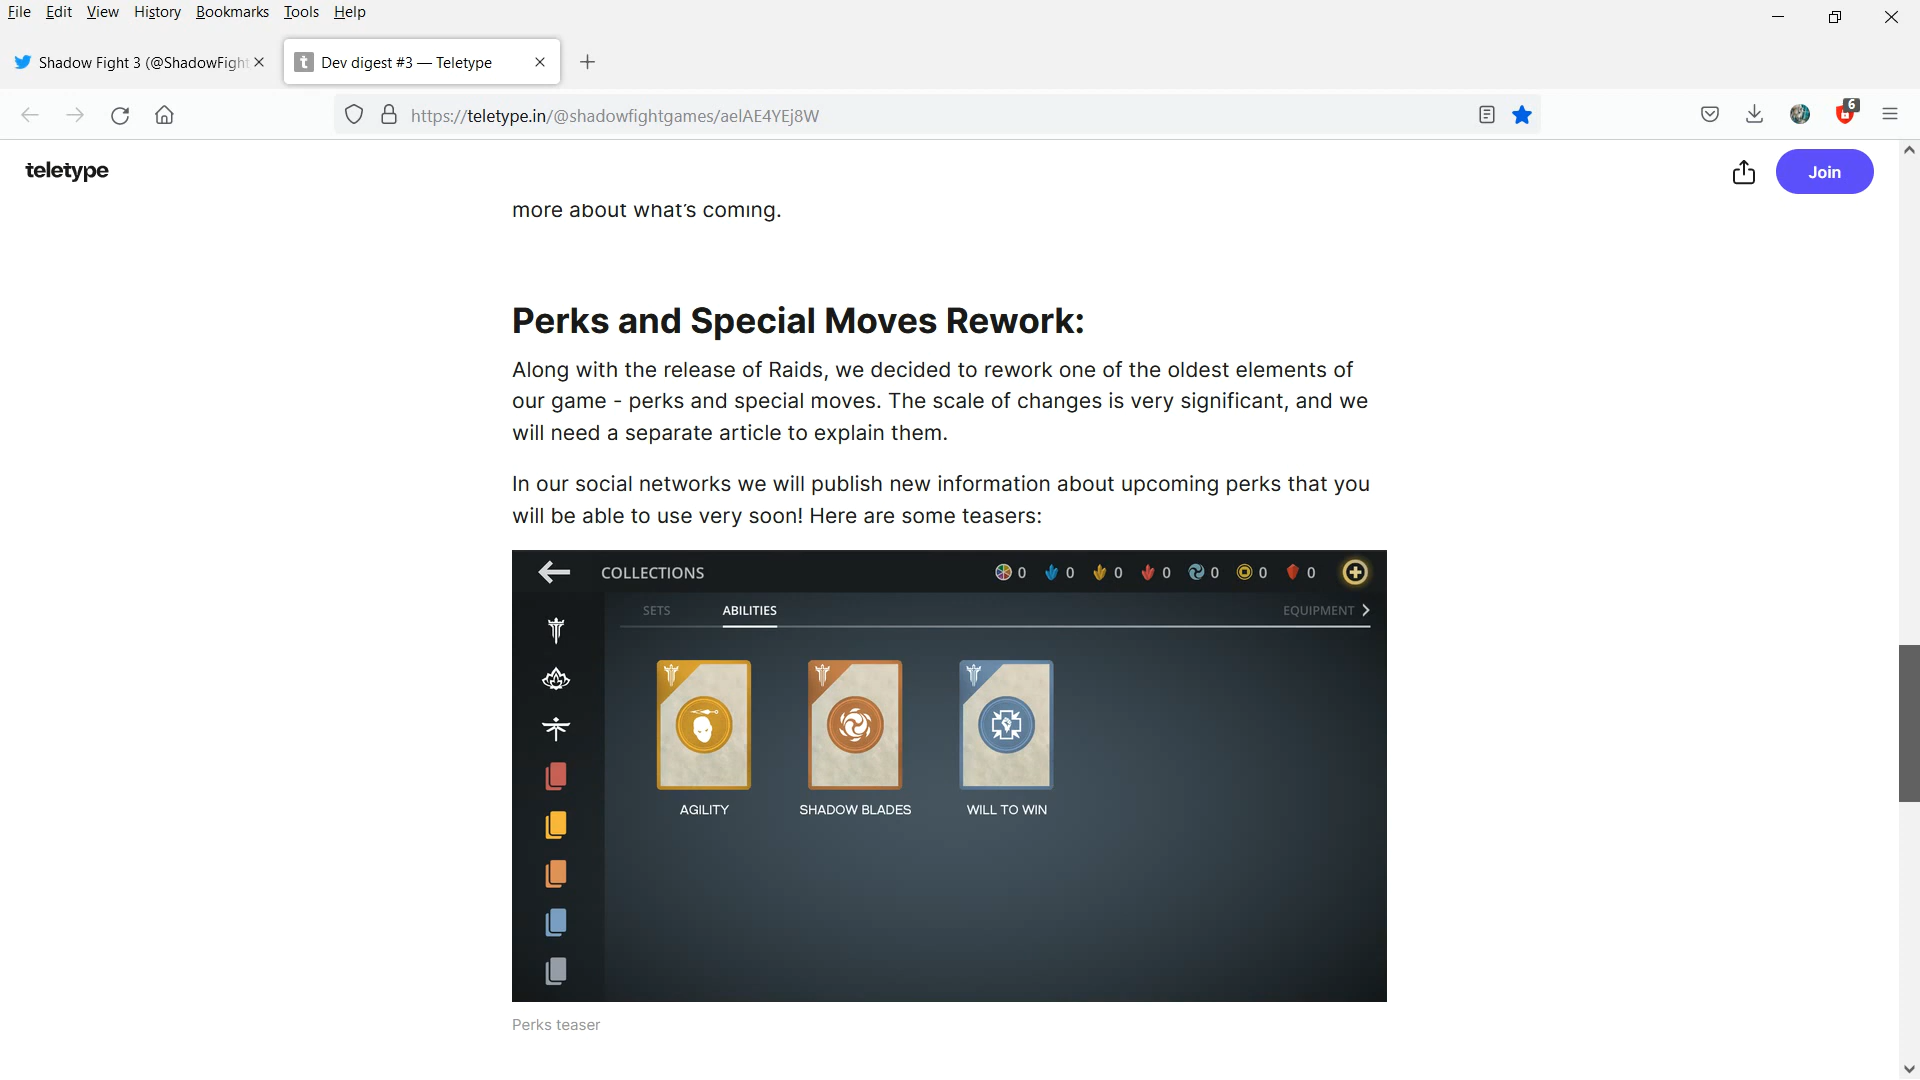 File Edit View History Bookmarks Tools Help
Shadow Fight 3 (@ShadowFight
t Dev digest #3 — Teletype
https://teletype.in/@shadowfightgames/aelAE4YEj8W
6
teletype
Join
more about what's coming.
Perks and Special Moves Rework:
Along with the release of Raids, we decided to rework one of the oldest elements of
our game - perks and special moves. The scale of changes is very significant, and we
will need a separate article to explain them.
In our social networks we will publish new information about upcoming perks that you
will be able to use very soon! Here are some teasers:
COLLECTIONS 0 0 0 0 0 0 0
SETS ABILITIES EQUIPMENT
AGILITY SHADOW BLADES WILL TO WIN
Perks teaser